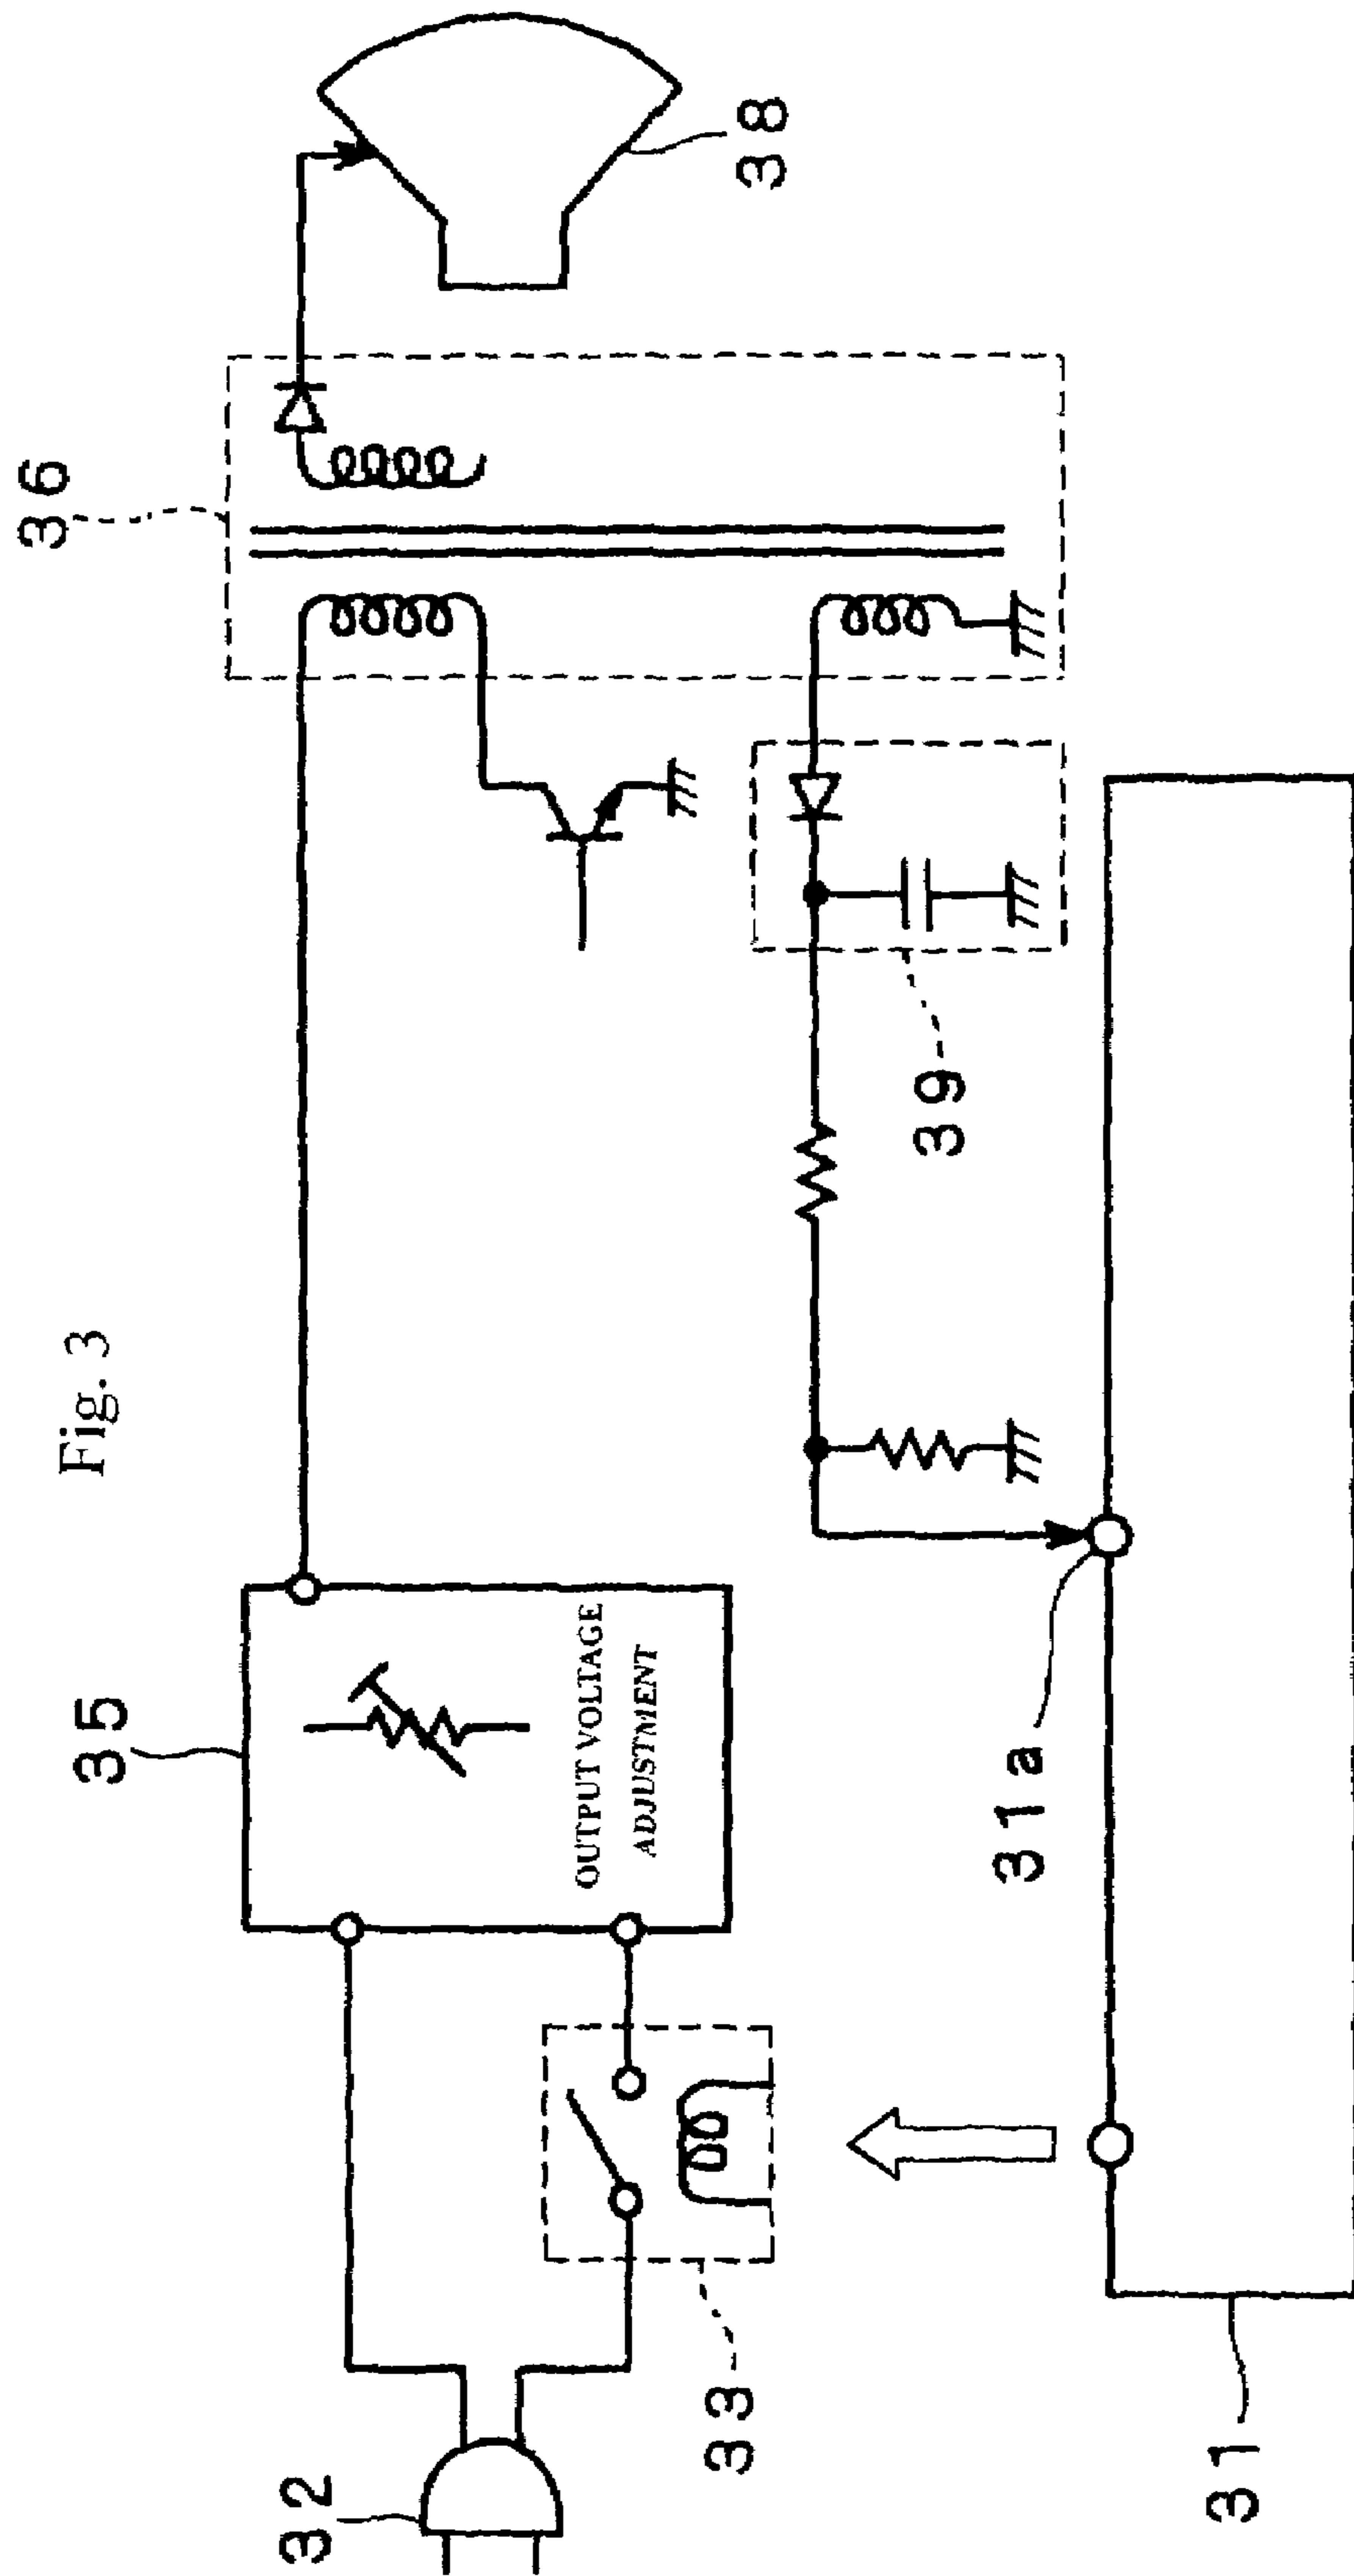 Fig. 3
32
33
35
OUTPUT VOLTAGE
ADJUSTMENT
36
38
39
31a
31